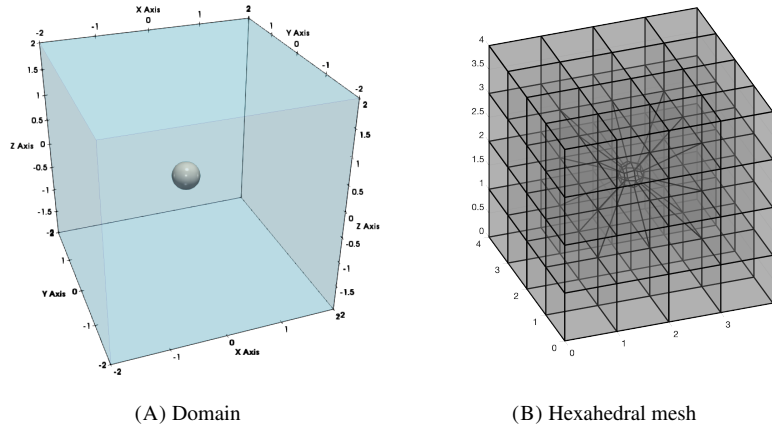 X Axis
-2 -1 0 1 2
Y Axis
1 0 -1 -2
2 1.5 1 0.5 0 -0.5 -1 -1.5 -2
Z Axis
2 1.5 1 0.5 0 -0.5 -1 -1.5 -2
Z Axis
2 1 0 -1 -2
Y Axis
-2 -1 0 1 2
X Axis
4 3.5 3 2.5 2 1.5 1 0.5 0
4 3 2 1 0
0 1 2 3
(A) Domain
(B) Hexahedral mesh